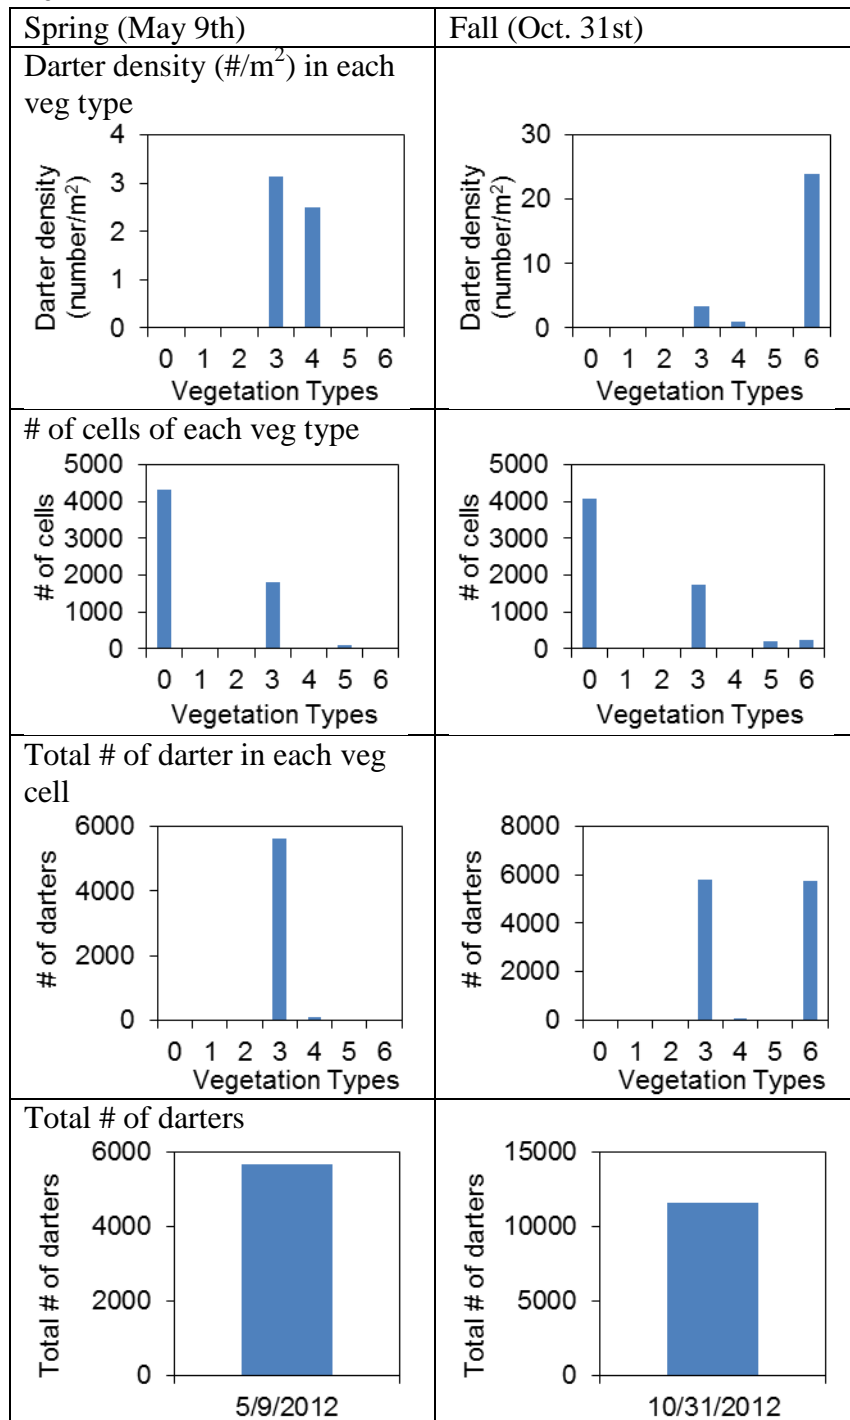 Spring (May 9th)
Fall (Oct. 31st)
Darter density (#/m²) in each
veg type
4
3
2
1
0
Darter density
(number/m²)
0 1 2 3 4 5 6
Vegetation Types
30
20
10
0
Darter density
(number/m²)
0 1 2 3 4 5 6
Vegetation Types
# of cells of each veg type
5000
4000
3000
2000
1000
0
# of cells
0 1 2 3 4 5 6
Vegetation Types
5000
4000
3000
2000
1000
0
# of cells
0 1 2 3 4 5 6
Vegetation Types
Total # of darter in each veg
cell
6000
4000
2000
0
# of darters
0 1 2 3 4 5 6
Vegetation Types
8000
6000
4000
2000
0
# of darters
0 1 2 3 4 5 6
Vegetation Types
Total # of darters
6000
4000
2000
0
Total # of darters
5/9/2012
15000
10000
5000
0
Total # of darters
10/31/2012